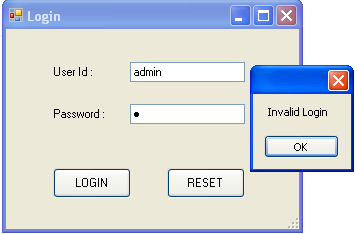 Login
User Id :
admin
Password :
●
Invalid Login
OK
LOGIN
RESET